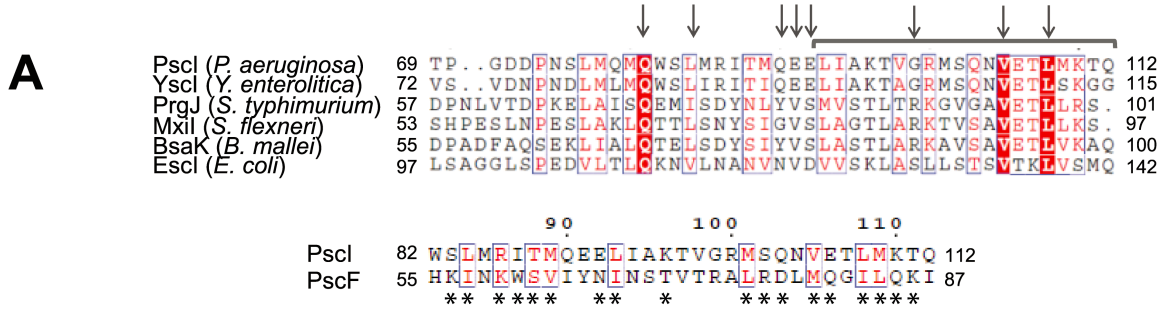 A
PscI (P. aeruginosa) 69 TP..GDDPNSLMQMQWSLMRITMQEELIAKTVGRMSQNVETLMKTQ 112
YscI (Y. enterolitica) 72 VS..VDNPDMLMLMQWSLIRITIQEELIAKTAGRMSQNVETLSKGQ 115
PrgJ (S. typhimurium) 57 DPNLVTDPKELAISQEMISDYNLYVSMVSTLTRKGVGAVETLLRS. 101
MxiI (S. flexneri) 53 SHPESLNPESLAKLQTTLSNYSIGVSLAGTLARKTVSAVETLLKS. 97
BsaK (B. mallei) 55 DPADFAQSEKLIALQTELSDYSIYVSLASTLARKAVSAVETLVKAQ 100
EscI (E. coli) 97 LSAGGLSPEDVLTLQKNVLNANVNVDVVSKLASLLSTSVTKLVSMQ 142
90 100 110
PscI 82 WSLMRITMQEELIAKTVGRMSQNVETLMKTQ 112
PscF 55 HKINKWSVIYNINSTVTRALRDLMQGILQKI 87
** **** ** * *** ** ****